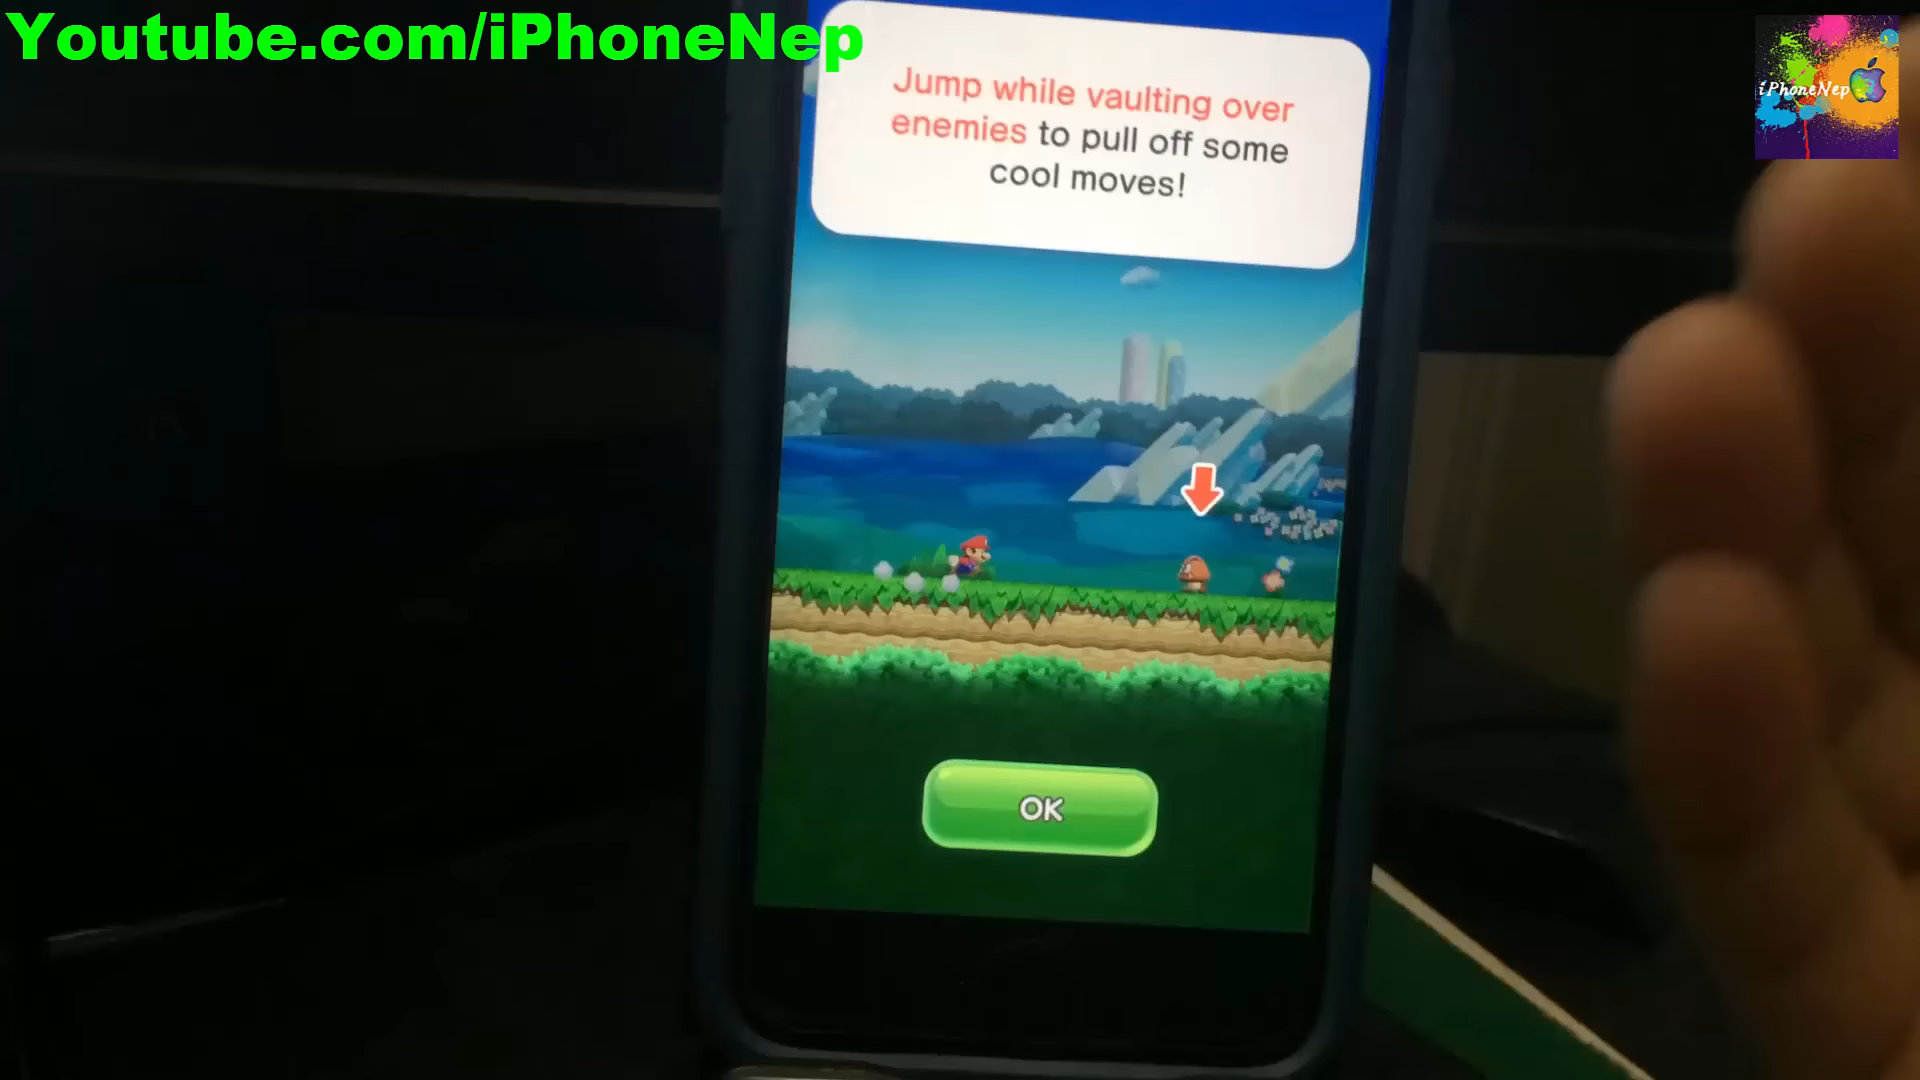 Youtube.com/iPhoneNep
iPhoneNep
Jump while vaulting over
enemies to pull off some
cool moves!
OK